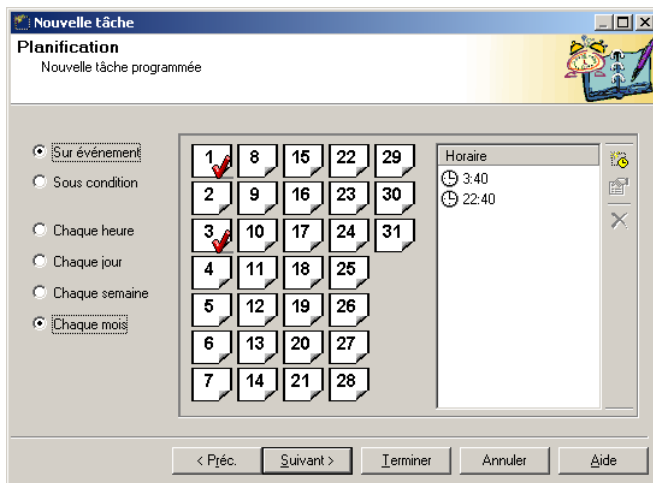 Nouvelle tâche
Planification
Nouvelle tâche programmée
Sur événement
Sous condition
Chaque heure
Chaque jour
Chaque semaine
Chaque mois
1 8 15 22 29
2 9 16 23 30
3 10 17 24 31
4 11 18 25
5 12 19 26
6 13 20 27
7 14 21 28
Horaire
3:40
22:40
< Préc.
Suivant >
Terminer
Annuler
Aide